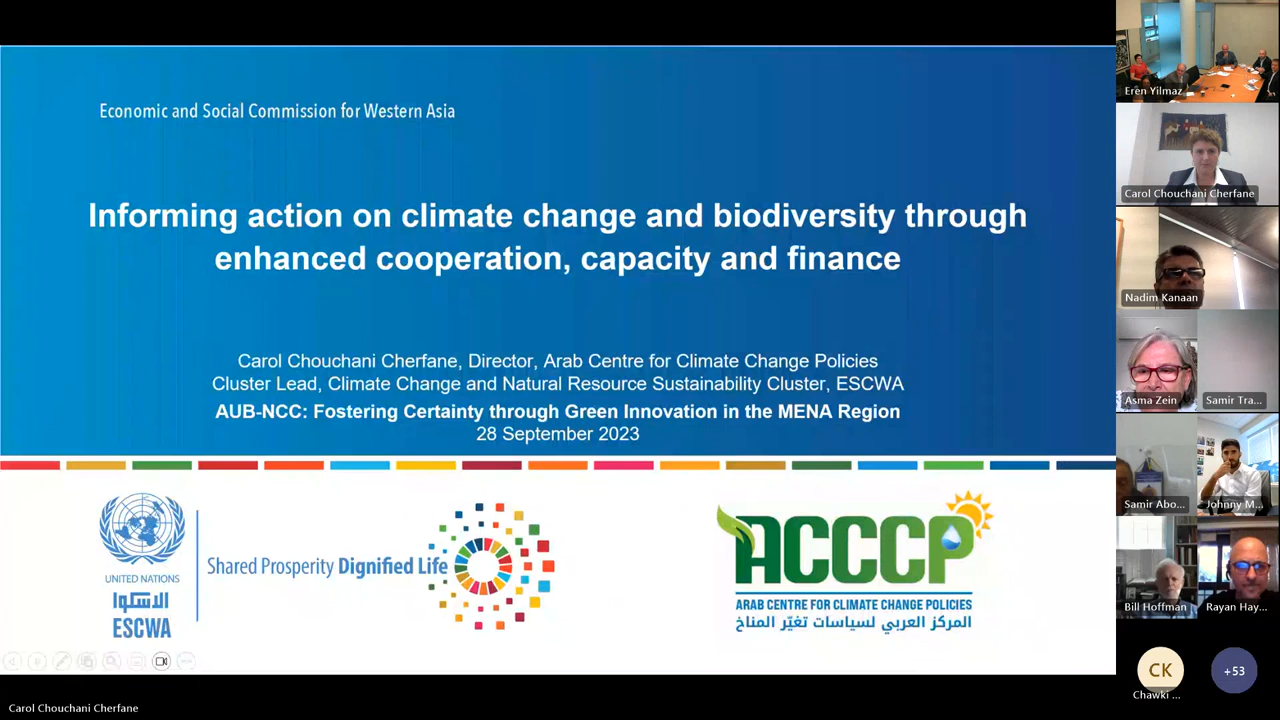 Economic and Social Commission for Western Asia
Informing action on climate change and biodiversity through
enhanced cooperation, capacity and finance
Carol Chouchani Cherfane, Director, Arab Centre for Climate Change Policies
Cluster Lead, Climate Change and Natural Resource Sustainability Cluster, ESCWA
AUB-NCC: Fostering Certainty through Green Innovation in the MENA Region
28 September 2023
UNITED NATIONS
الاسكوا
ESCWA
Shared Prosperity Dignified Life
ACCCP
ARAB CENTRE FOR CLIMATE CHANGE POLICIES
المركز العربي لسياسات تغيّر المناخ
Carol Chouchani Cherfane
Eren Yilmaz
Carol Chouchani Cherfane
Nadim Kanaan
Asma Zein
Samir Tra...
Samir Abo...
Johnny M...
Bill Hoffman
Rayan Hay...
CK
Chawki ...
+53